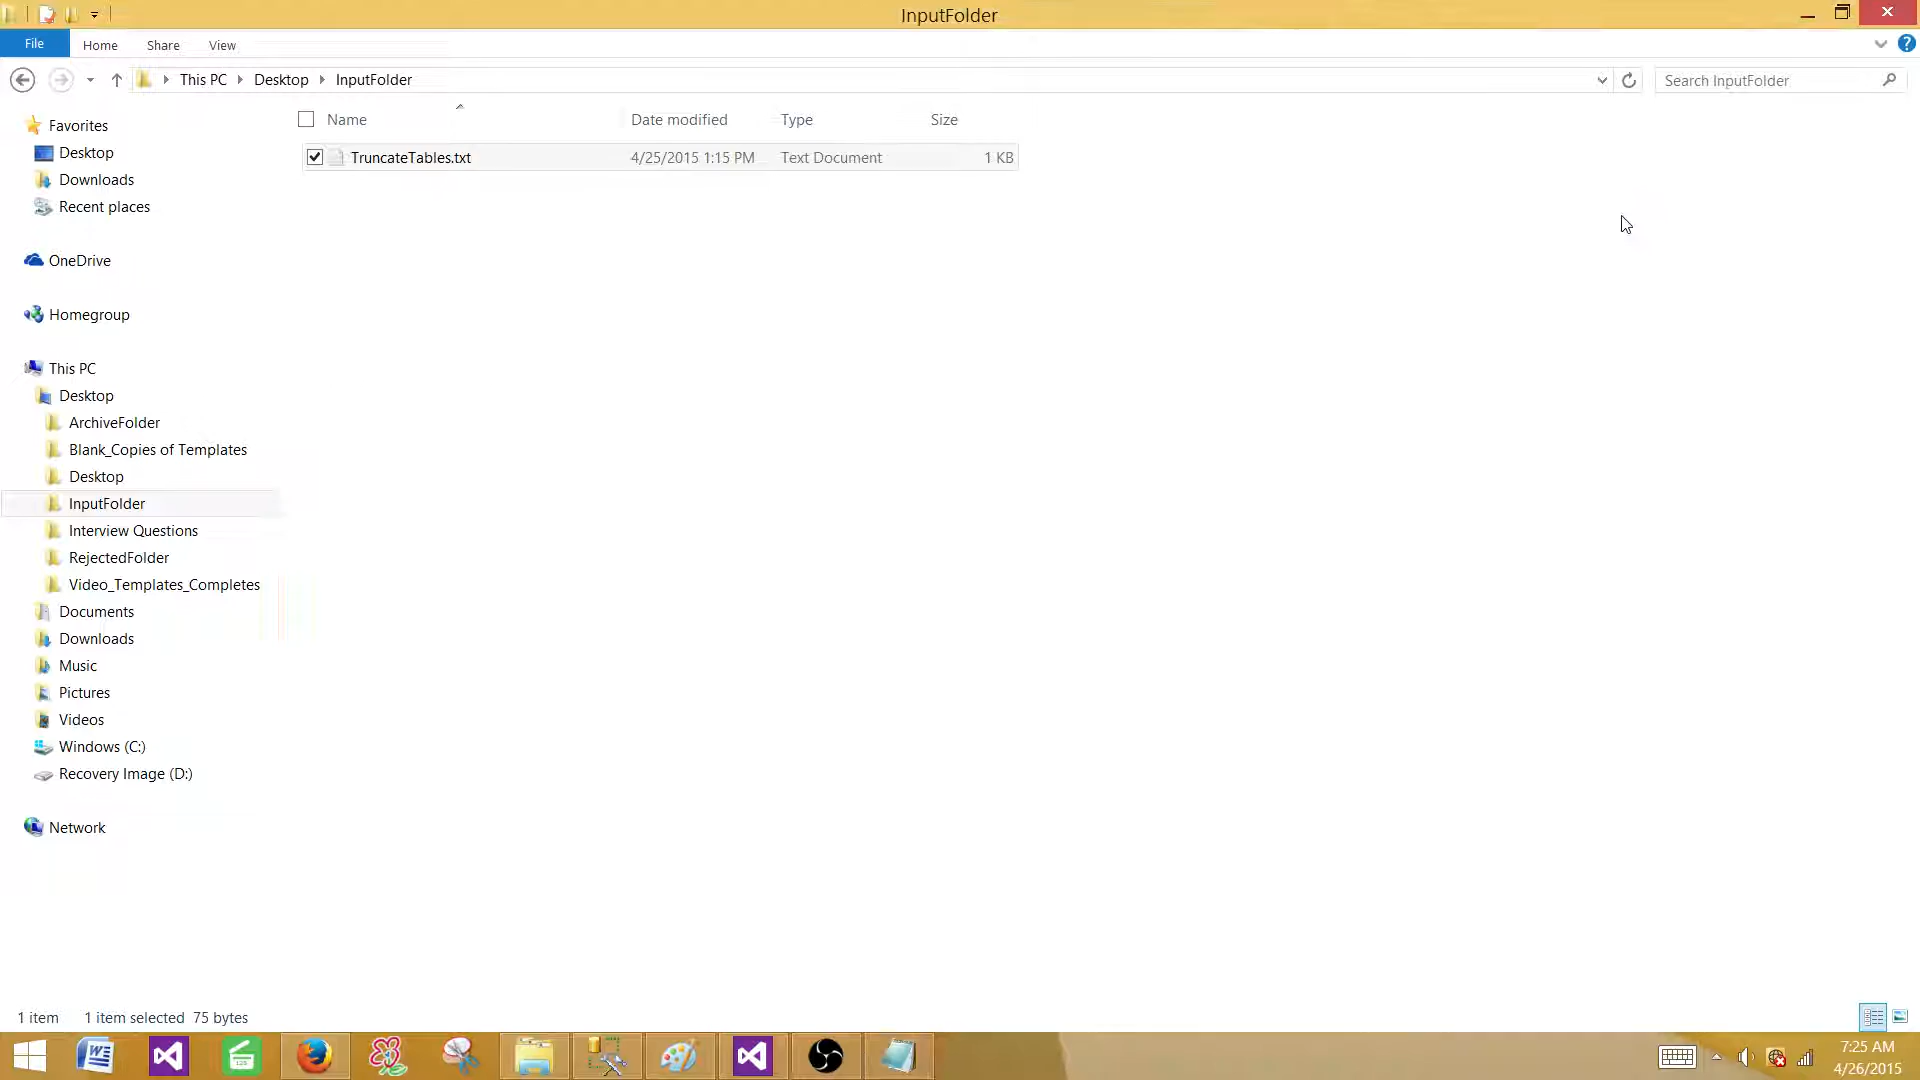 InputFolder
File Home Share View
This PC Desktop InputFolder Search InputFolder
Name Date modified Type Size
TruncateTables.txt 4/25/2015 1:15 PM Text Document 1 KB
Favorites
Desktop
Downloads
Recent places
OneDrive
Homegroup
This PC
Desktop
ArchiveFolder
Blank_Copies of Templates
Desktop
InputFolder
Interview Questions
RejectedFolder
Video_Templates_Completes
Documents
Downloads
Music
Pictures
Videos
Windows (C:)
Recovery Image (D:)
Network
1 item 1 item selected 75 bytes
7:25 AM
4/26/2015